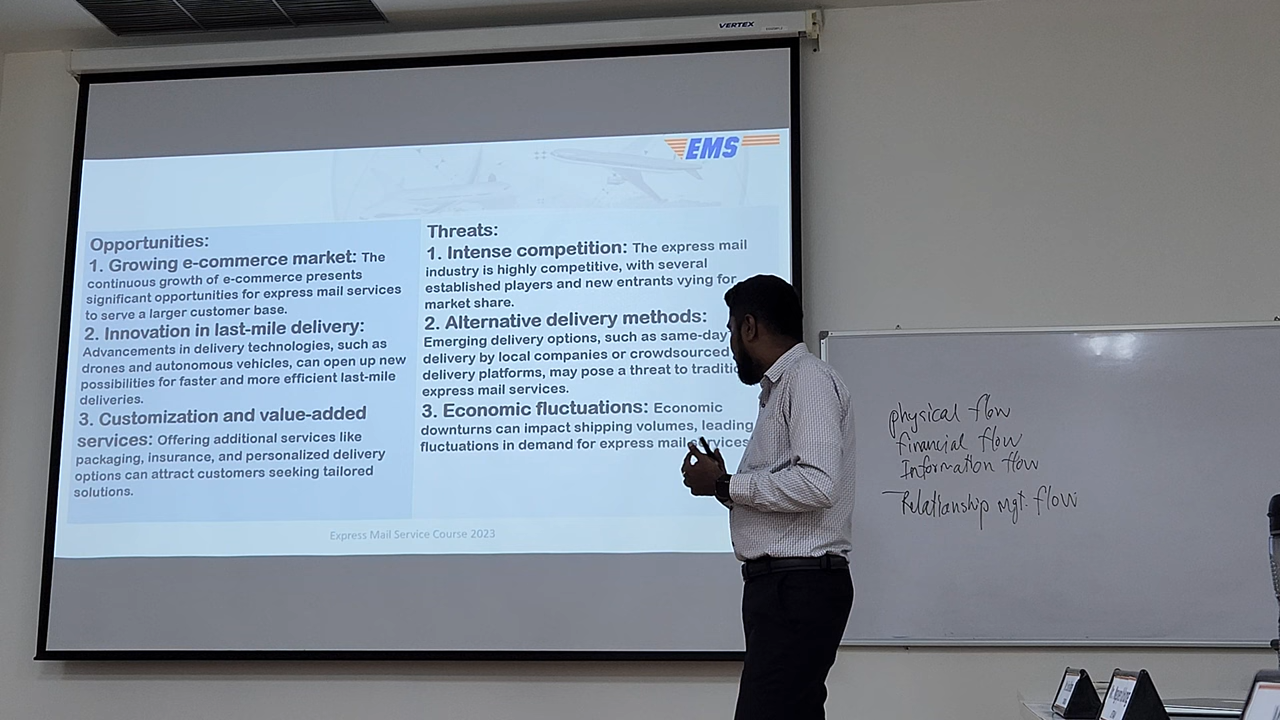 VERTEX
EMS
Opportunities:
1. Growing e-commerce market: The
continuous growth of e-commerce presents
significant opportunities for express mail services
to serve a larger customer base.
2. Innovation in last-mile delivery:
Advancements in delivery technologies, such as
drones and autonomous vehicles, can open up new
possibilities for faster and more efficient last-mile
deliveries.
3. Customization and value-added
services: Offering additional services like
packaging, insurance, and personalized delivery
options can attract customers seeking tailored
solutions.
Threats:
1. Intense competition: The express mail
industry is highly competitive, with several
established players and new entrants vying for
market share.
2. Alternative delivery methods:
Emerging delivery options, such as same-day
delivery by local companies or crowdsourced
delivery platforms, may pose a threat to
express mail services.
3. Economic fluctuations: Economic
downturns can impact shipping volumes, leading
fluctuations in demand for express mail services
Express Mail Service Course 2023
physical flow
Financial flow
Information flow
Relationship mgt. flow